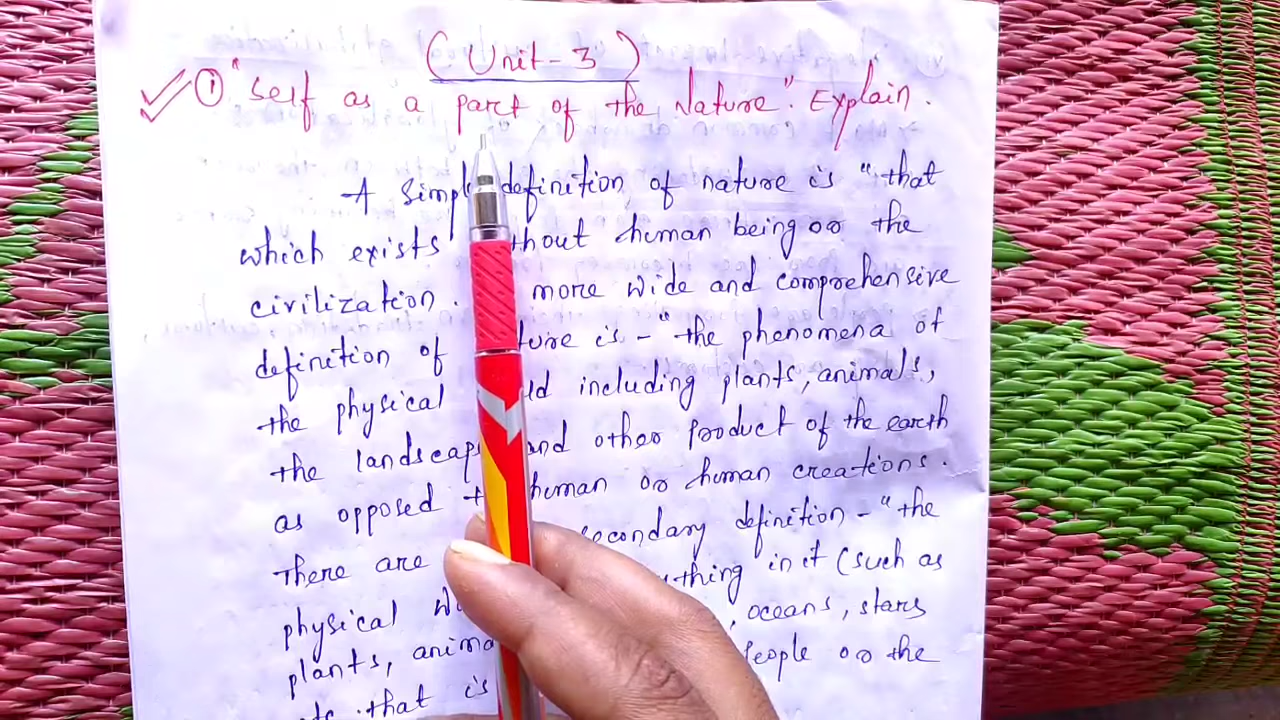 (Unit-3)
① "Self as a part of the Nature". Explain.
A simple definition of nature is "that
which exists without human being or the
civilization. more wide and comprehensive
definition of is - "the phenomena of
the physical including plants, animals,
the landscape and other product of the earth
as opposed human or human creations.
There are secondary definition - "the
physical in it (such as
plants, oceans, stars
people or the
that is